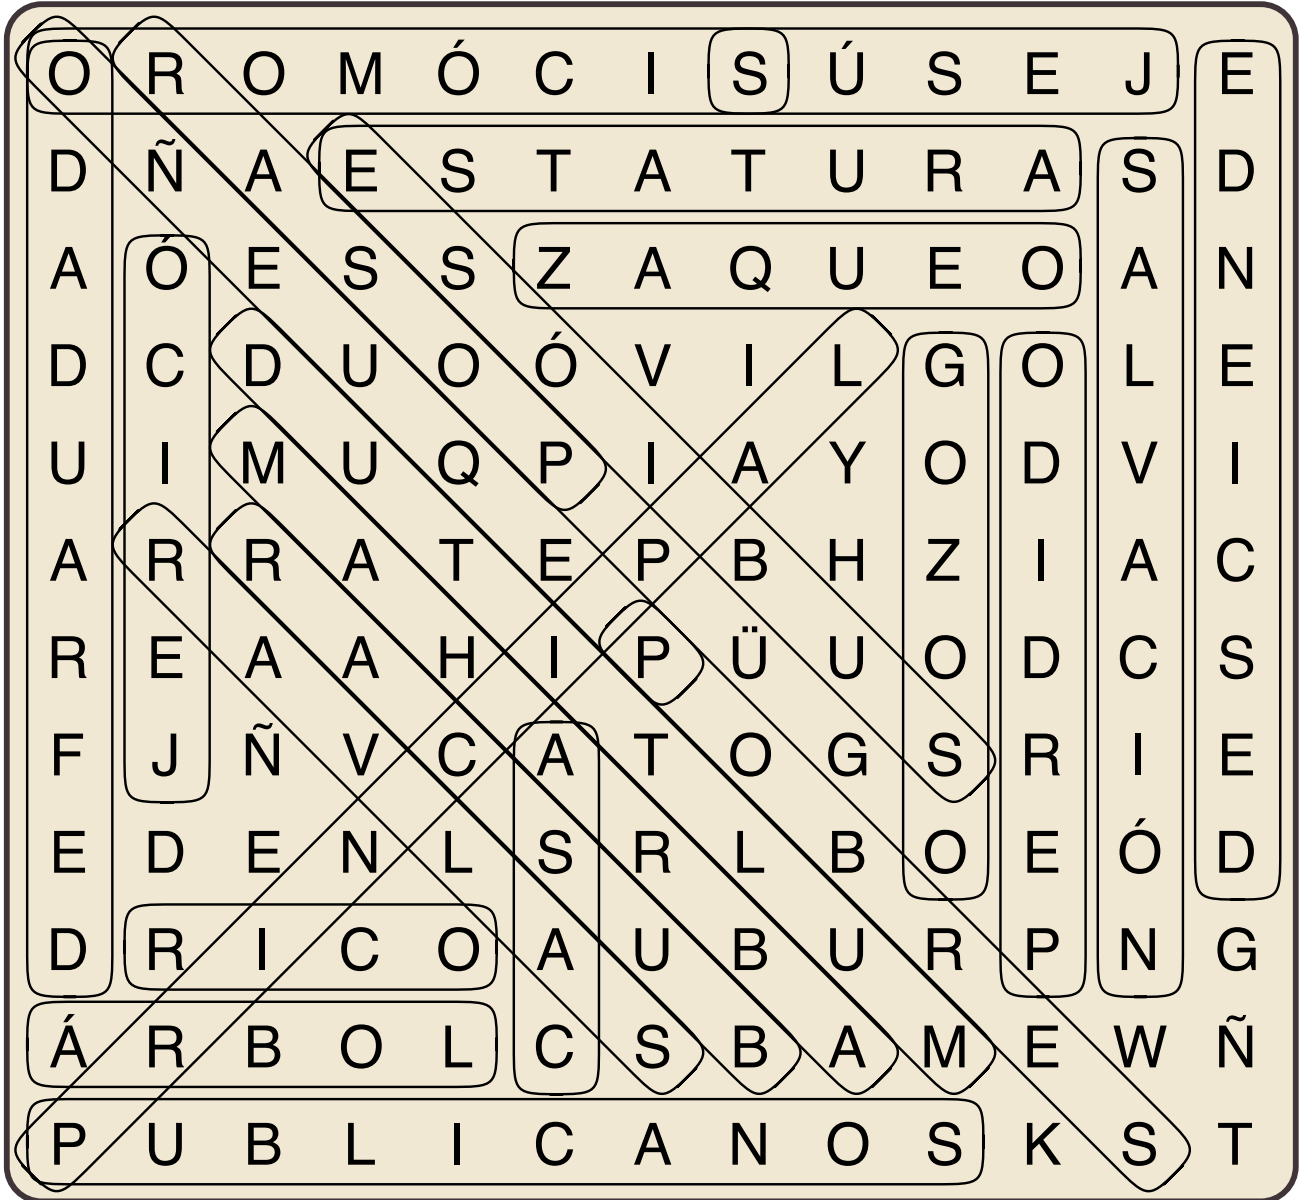 O R O M Ó C I S Ú S E J E
D Ñ A E S T A T U R A S D
A Ó E S S Z A Q U E O A N
D C D U O Ó V I L G O L E
U I M U Q P I A Y O D V I
A R R A T E P B H Z I A C
R E A A H I P Ü U O D C S
F J Ñ V C A T O G S R I E
E D E N L S R L B O E Ó D
D R I C O A U B U R P N G
Á R B O L C S B A M E W Ñ
P U B L I C A N O S K S T